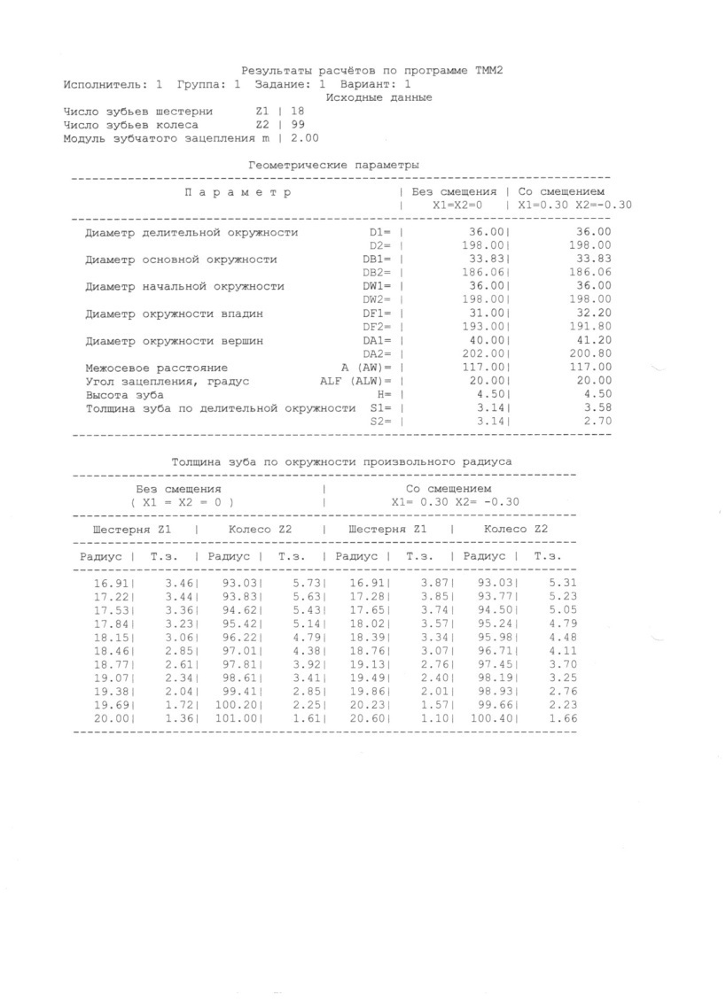 Результаты расчётов по программе ТММ2
Исполнитель: 1 Группа: 1 Задание: 1 Вариант: 1
Исходные данные
Число зубьев шестерни Z1 | 18
Число зубьев колеса Z2 | 99
Модуль зубчатого зацепления m | 2.00
Геометрические параметры
П а р а м е т р | Без смещения | Со смещением
| X1=X2=0 | X1=0.30 X2=-0.30
Диаметр делительной окружности D1= | 36.00| 36.00
D2= | 198.00| 198.00
Диаметр основной окружности DB1= | 33.83| 33.83
DB2= | 186.06| 186.06
Диаметр начальной окружности DW1= | 36.00| 36.00
DW2= | 198.00| 198.00
Диаметр окружности впадин DF1= | 31.00| 32.20
DF2= | 193.00| 191.80
Диаметр окружности вершин DA1= | 40.00| 41.20
DA2= | 202.00| 200.80
Межосевое расстояние A (AW)= | 117.00| 117.00
Угол зацепления, градус ALF (ALW)= | 20.00| 20.00
Высота зуба H= | 4.50| 4.50
Толщина зуба по делительной окружности S1= | 3.14| 3.58
S2= | 3.14| 2.70
Толщина зуба по окружности произвольного радиуса
Без смещения | Со смещением
( X1 = X2 = 0 ) | X1= 0.30 X2= -0.30
Шестерня Z1 | Колесо Z2 | Шестерня Z1 | Колесо Z2
Радиус | Т.з. | Радиус | Т.з. | Радиус | Т.з. | Радиус | Т.з.
16.91| 3.46| 93.03| 5.73| 16.91| 3.87| 93.03| 5.31
17.22| 3.44| 93.83| 5.63| 17.28| 3.85| 93.77| 5.23
17.53| 3.36| 94.62| 5.43| 17.65| 3.74| 94.50| 5.05
17.84| 3.23| 95.42| 5.14| 18.02| 3.57| 95.24| 4.79
18.15| 3.06| 96.22| 4.79| 18.39| 3.34| 95.98| 4.48
18.46| 2.85| 97.01| 4.38| 18.76| 3.07| 96.71| 4.11
18.77| 2.61| 97.81| 3.92| 19.13| 2.76| 97.45| 3.70
19.07| 2.34| 98.61| 3.41| 19.49| 2.40| 98.19| 3.25
19.38| 2.04| 99.41| 2.85| 19.86| 2.01| 98.93| 2.76
19.69| 1.72| 100.20| 2.25| 20.23| 1.57| 99.66| 2.23
20.00| 1.36| 101.00| 1.61| 20.60| 1.10| 100.40| 1.66